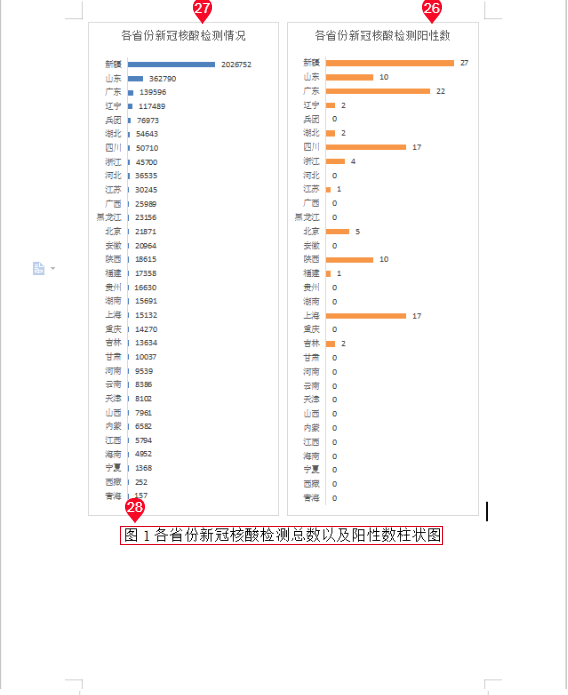 27
26
各省份新冠核酸检测情况
新疆 2026752
山东 362790
广东 139596
辽宁 117489
兵团 76973
湖北 54643
四川 50710
浙江 45700
河北 36535
江苏 30245
广西 25989
黑龙江 23156
北京 21871
安徽 20964
陕西 18615
福建 17358
贵州 16630
湖南 15691
上海 15132
重庆 14270
吉林 13634
甘肃 10037
河南 9539
云南 8386
天津 8102
山西 7961
内蒙 6582
江西 5794
海南 4952
宁夏 1368
西藏 252
青海 157
各省份新冠核酸检测阳性数
新疆 27
山东 10
广东 22
辽宁 2
兵团 0
湖北 2
四川 17
浙江 4
河北 0
江苏 1
广西 0
黑龙江 0
北京 5
安徽 0
陕西 10
福建 1
贵州 0
湖南 0
上海 17
重庆 0
吉林 2
甘肃 0
河南 0
云南 0
天津 0
山西 0
内蒙 0
江西 0
海南 0
宁夏 0
西藏 0
青海 0
28
图 1 各省份新冠核酸检测总数以及阳性数柱状图